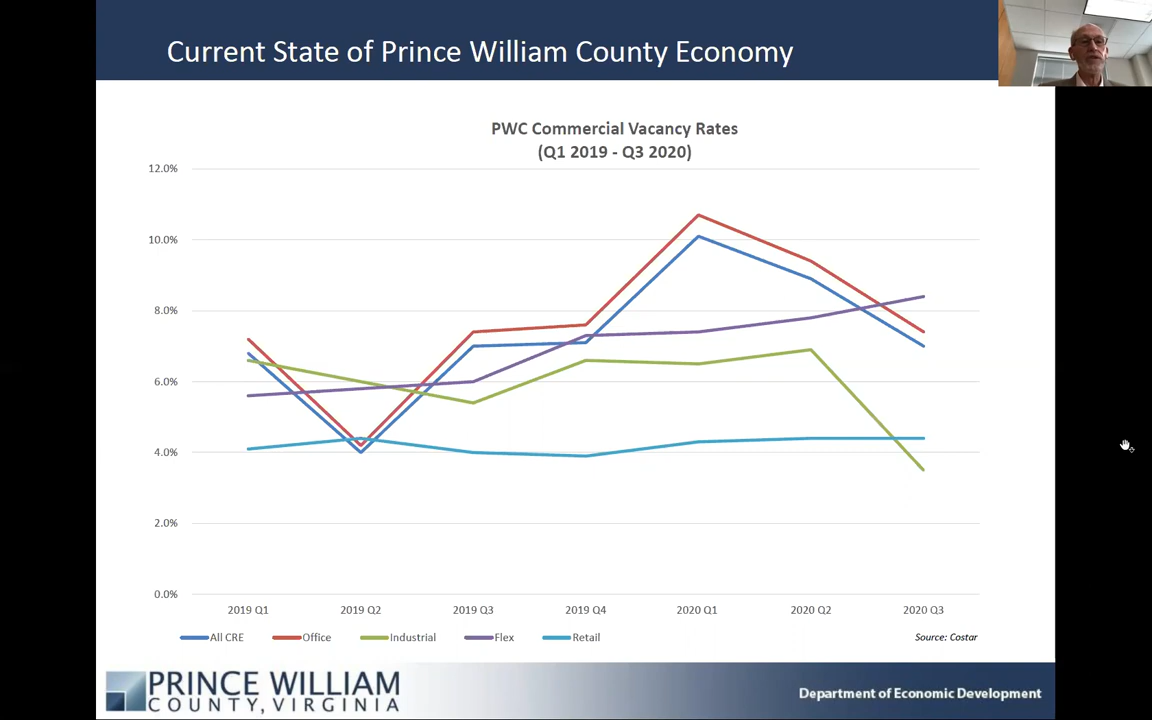 Current State of Prince William County Economy
PWC Commercial Vacancy Rates
(Q1 2019 - Q3 2020)
12.0%
10.0%
8.0%
6.0%
4.0%
2.0%
0.0%
2019 Q1 2019 Q2 2019 Q3 2019 Q4 2020 Q1 2020 Q2 2020 Q3
All CRE Office Industrial Flex Retail Source: Costar
PRINCE WILLIAM
COUNTY, VIRGINIA
Department of Economic Development